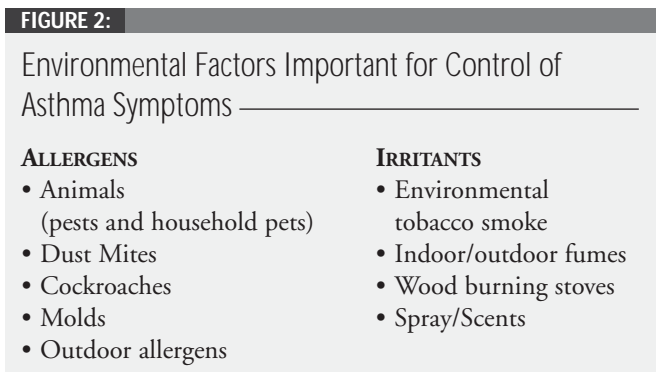 FIGURE 2:
Environmental Factors Important for Control of
Asthma Symptoms
ALLERGENS
• Animals
(pests and household pets)
• Dust Mites
• Cockroaches
• Molds
• Outdoor allergens
IRRITANTS
• Environmental
tobacco smoke
• Indoor/outdoor fumes
• Wood burning stoves
• Spray/Scents